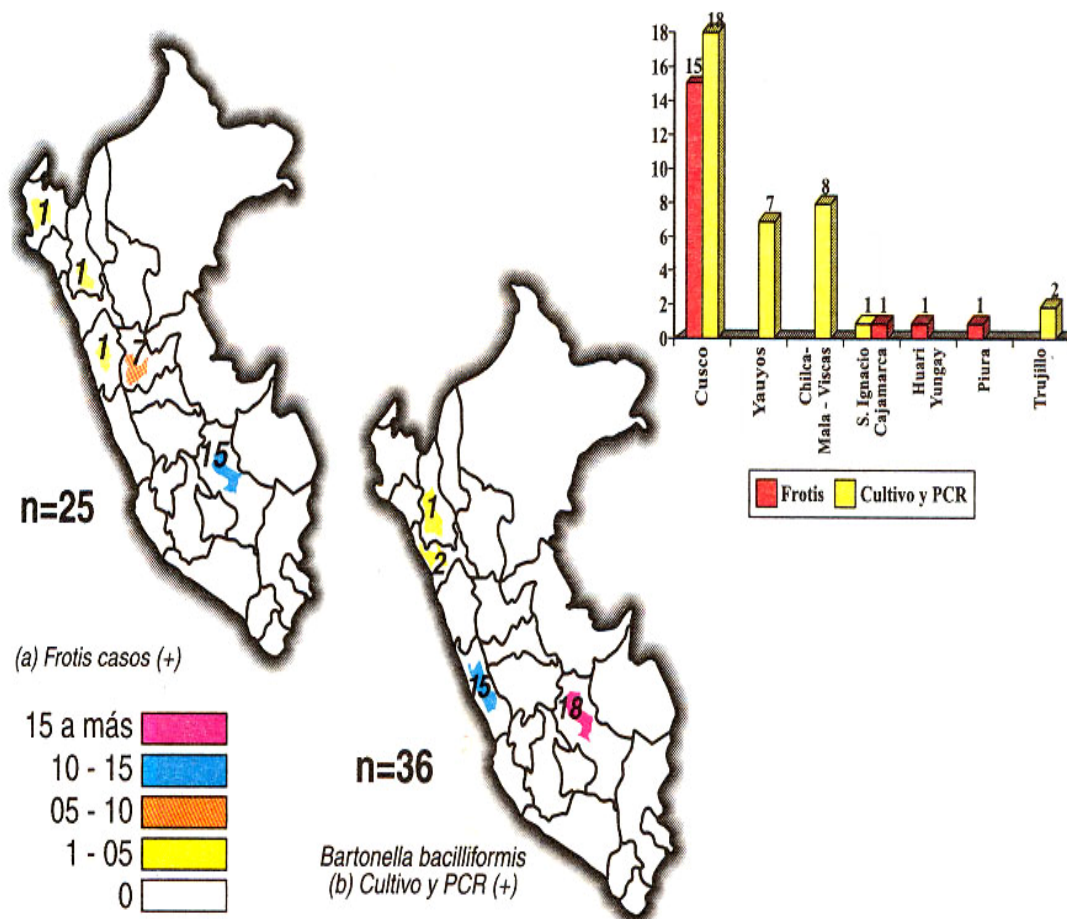 1
1
1
7
15
n=25
(a) Frotis casos (+)
15 a más
10 - 15
05 - 10
1 - 05
0
1
2
15
18
n=36
Bartonella bacilliformis
(b) Cultivo y PCR (+)
18
16
14
12
10
8
6
4
2
0
15
18
7
8
1
1
1
1
2
Cusco
Yauyos
Chilca-
Mala - Viscas
S. Ignacio
Cajamarca
Huari
Yungay
Piura
Trujillo
Frotis
Cultivo y PCR